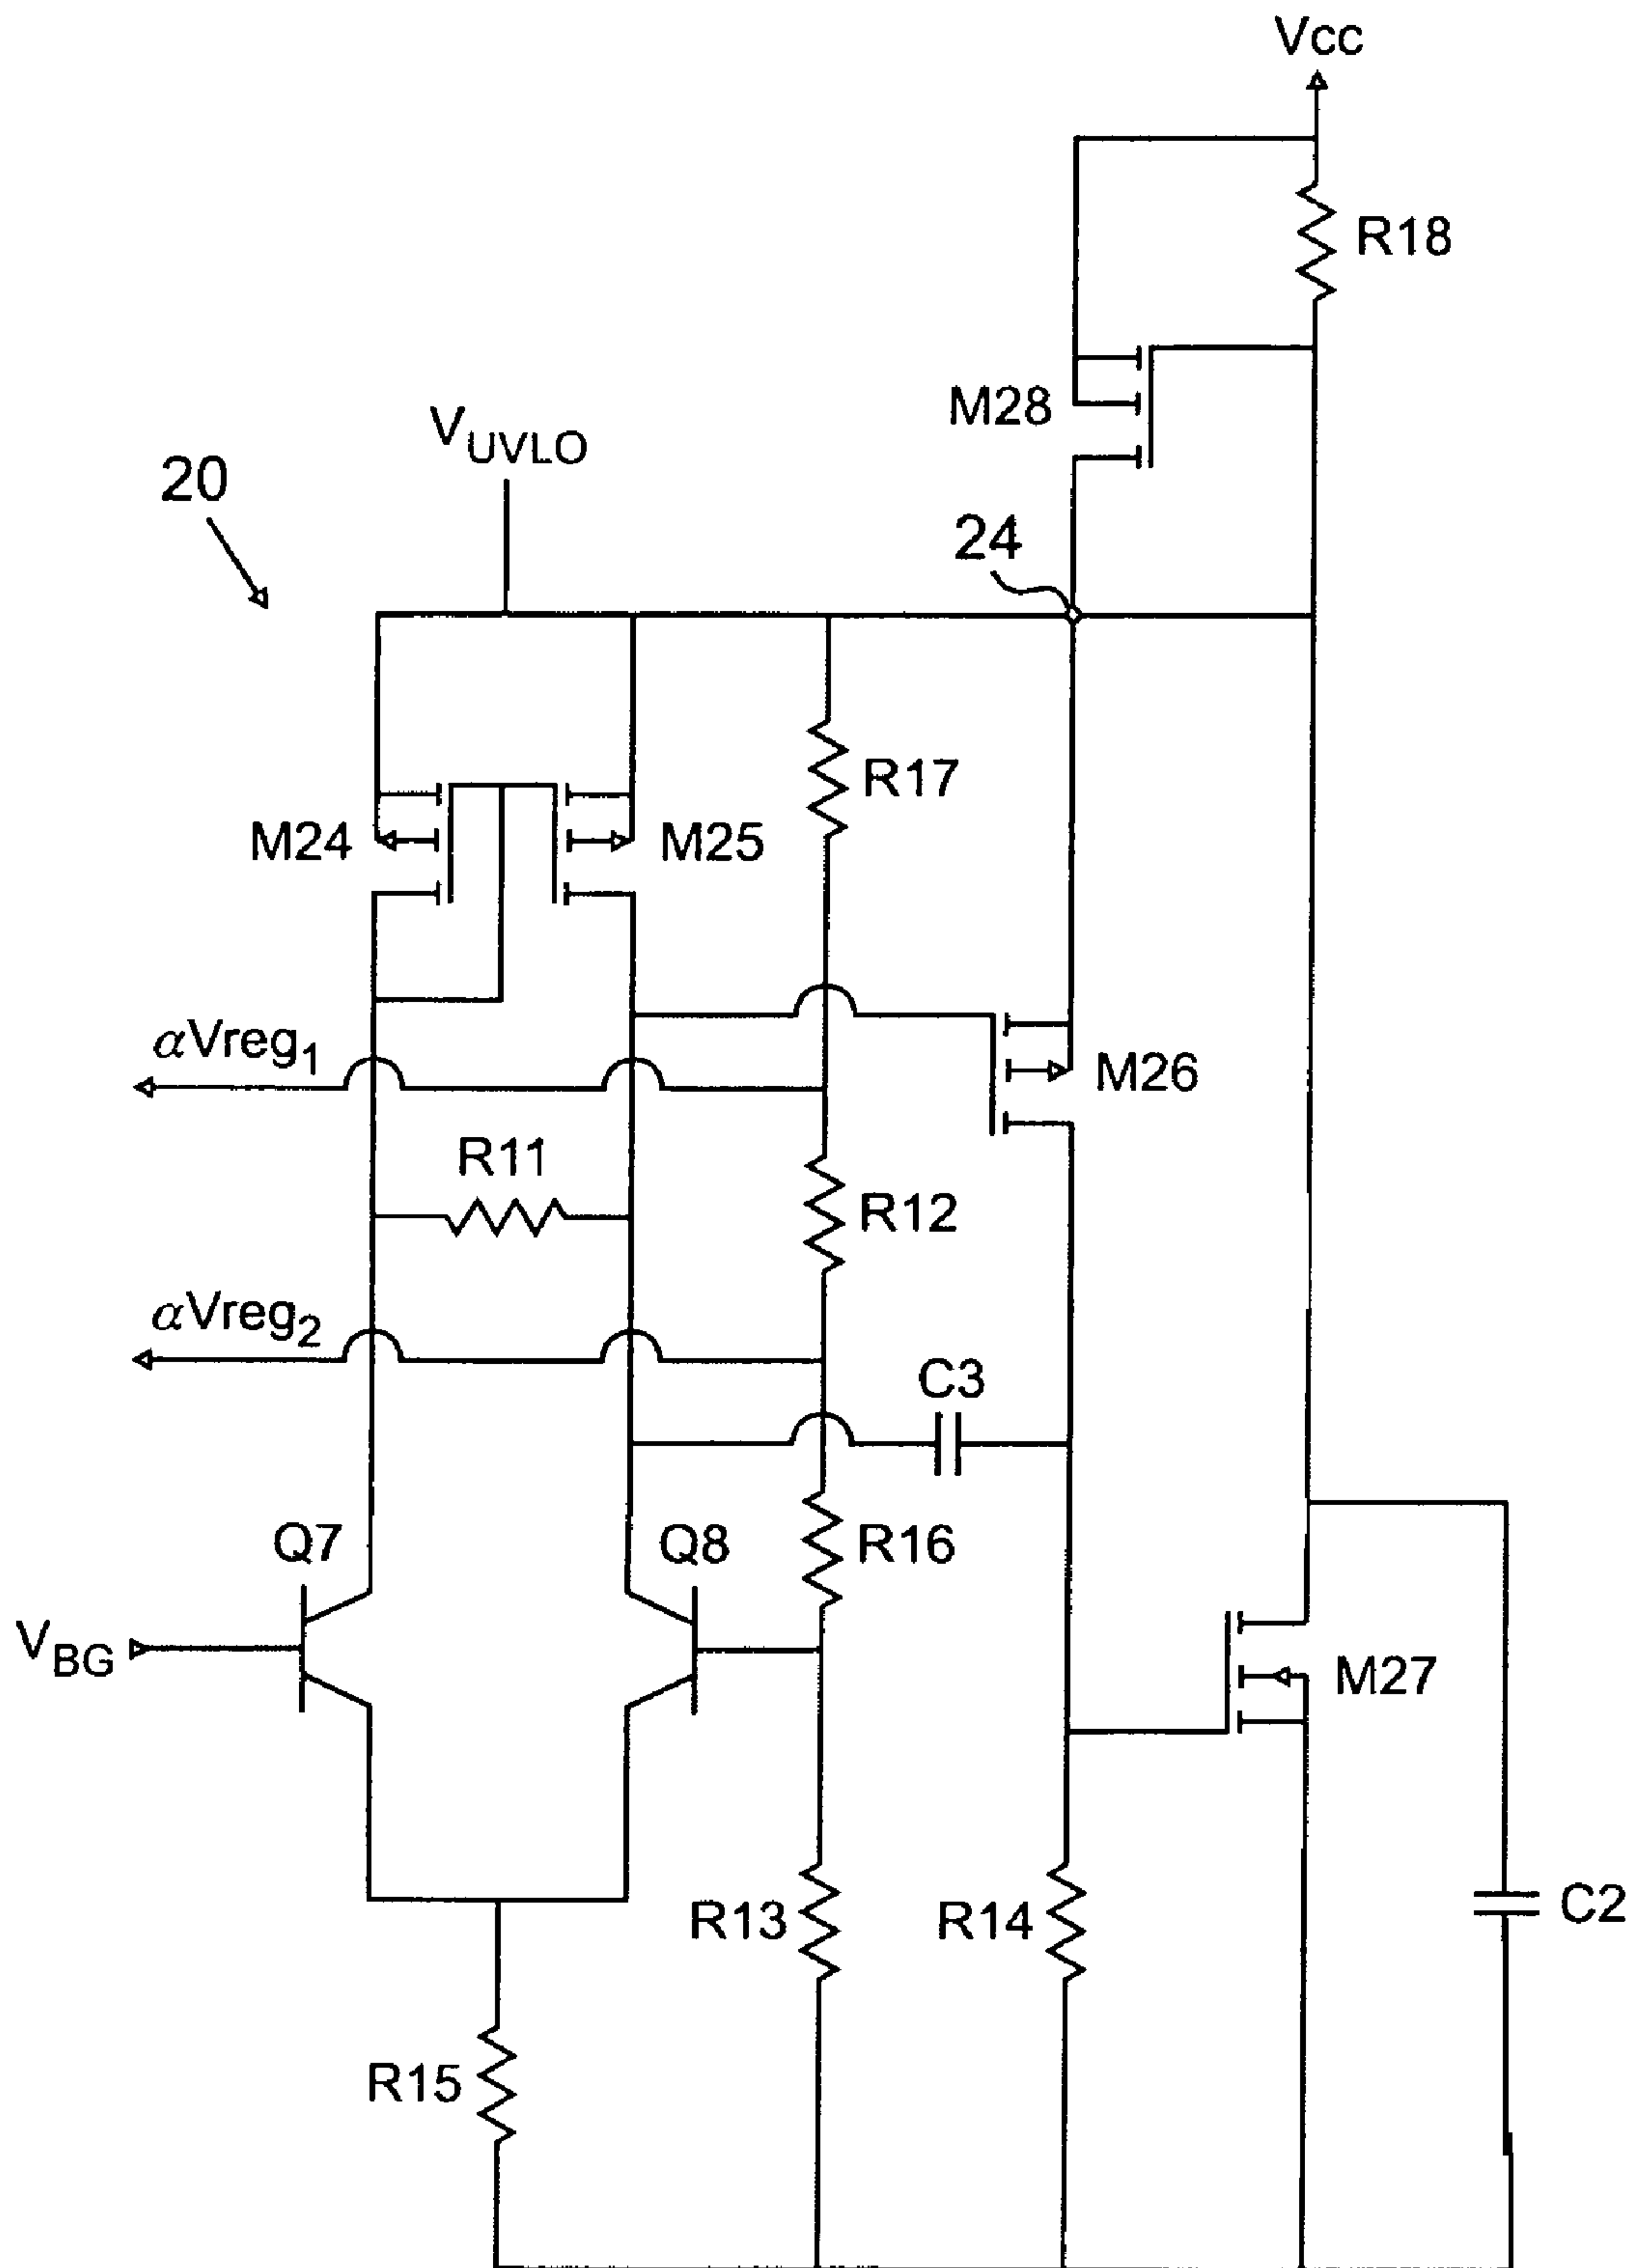 Vcc
R18
M28
VUVLO
20
24
R17
M24
M25
αVreg1
M26
R11
R12
αVreg2
C3
Q7
Q8
R16
VBG
M27
R13
R14
C2
R15